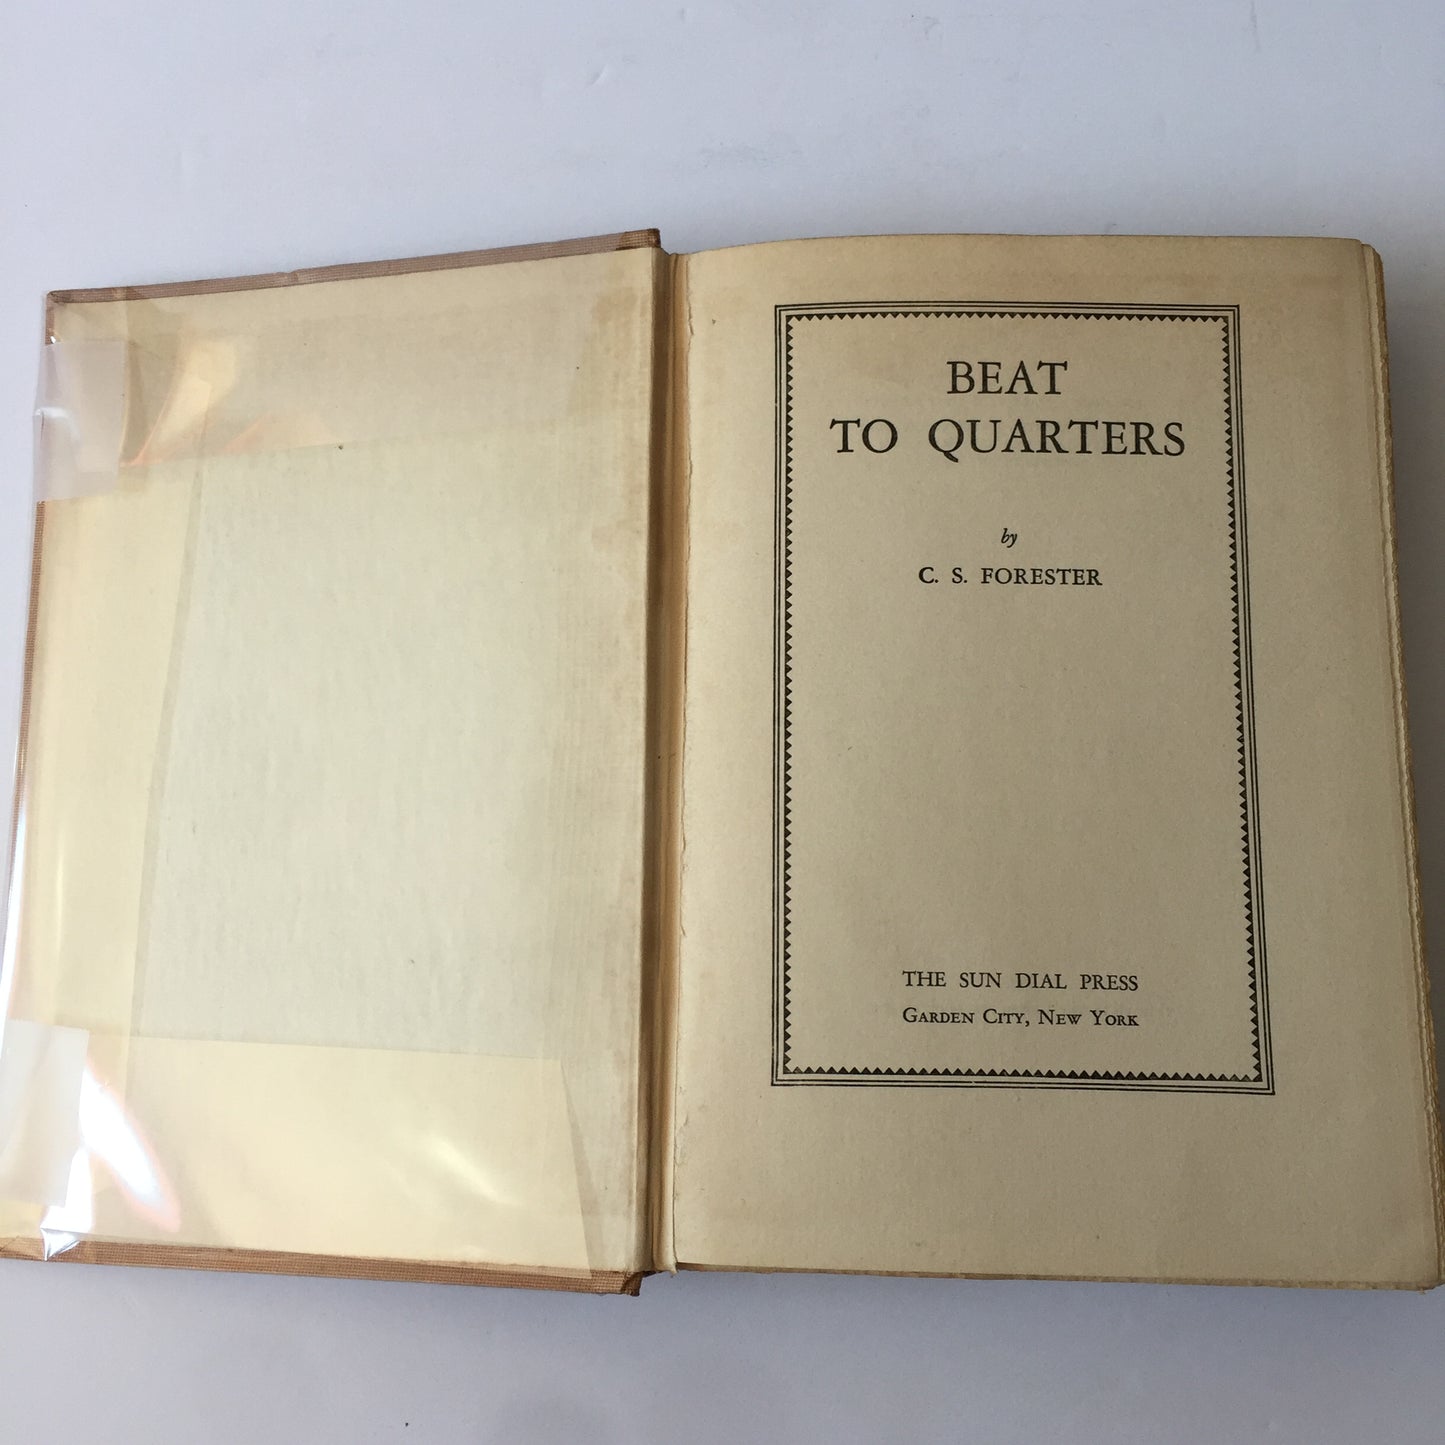 BEAT
TO QUARTERS
by
C. S. FORESTER
THE SUN DIAL PRESS
GARDEN CITY, NEW YORK